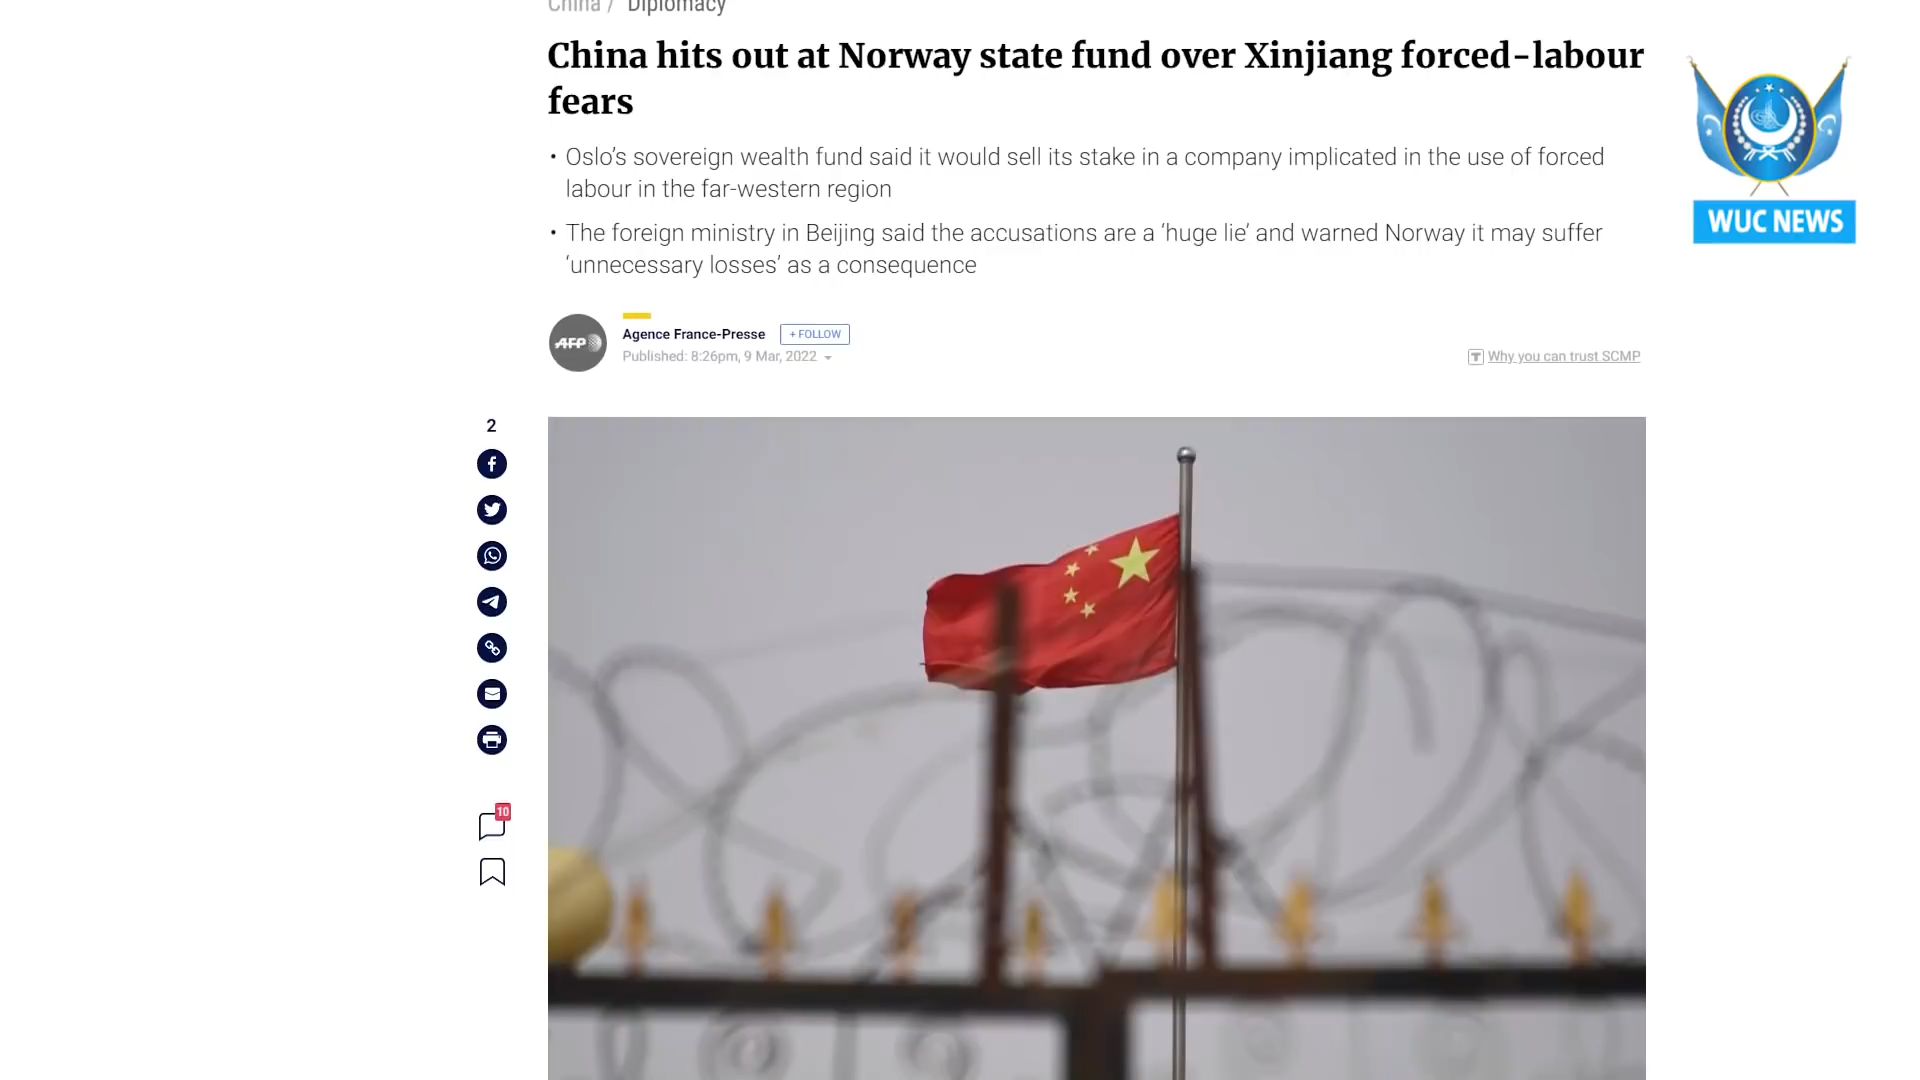 China / Diplomacy
China hits out at Norway state fund over Xinjiang forced-labour
fears
• Oslo’s sovereign wealth fund said it would sell its stake in a company implicated in the use of forced
labour in the far-western region
• The foreign ministry in Beijing said the accusations are a ‘huge lie’ and warned Norway it may suffer
‘unnecessary losses’ as a consequence
WUC NEWS
AFP
Agence France-Presse
+ FOLLOW
Published: 8:26pm, 9 Mar, 2022
T Why you can trust SCMP
2
10